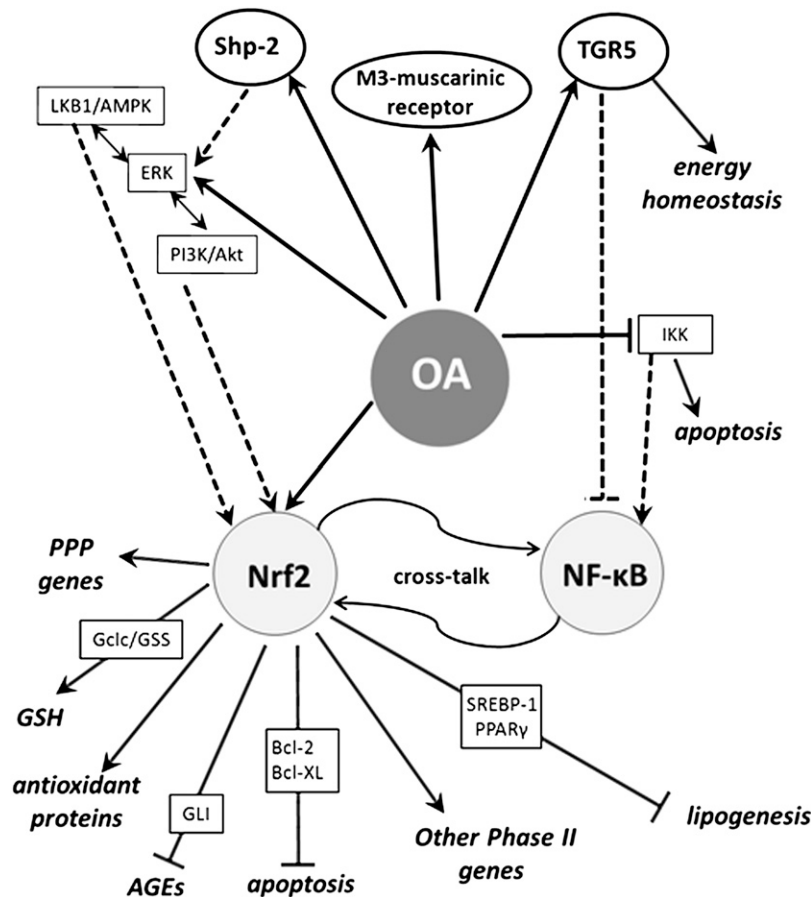 Shp-2
TGR5
M3-muscarinic
receptor
LKB1/AMPK
ERK
energy
homeostasis
PI3K/Akt
IKK
OA
apoptosis
PPP
genes
Nrf2
cross-talk
NF-κB
Gclc/GSS
GSH
SREBP-1
PPARγ
Bcl-2
Bcl-XL
antioxidant
proteins
GLI
lipogenesis
Other Phase II
genes
AGEs
apoptosis